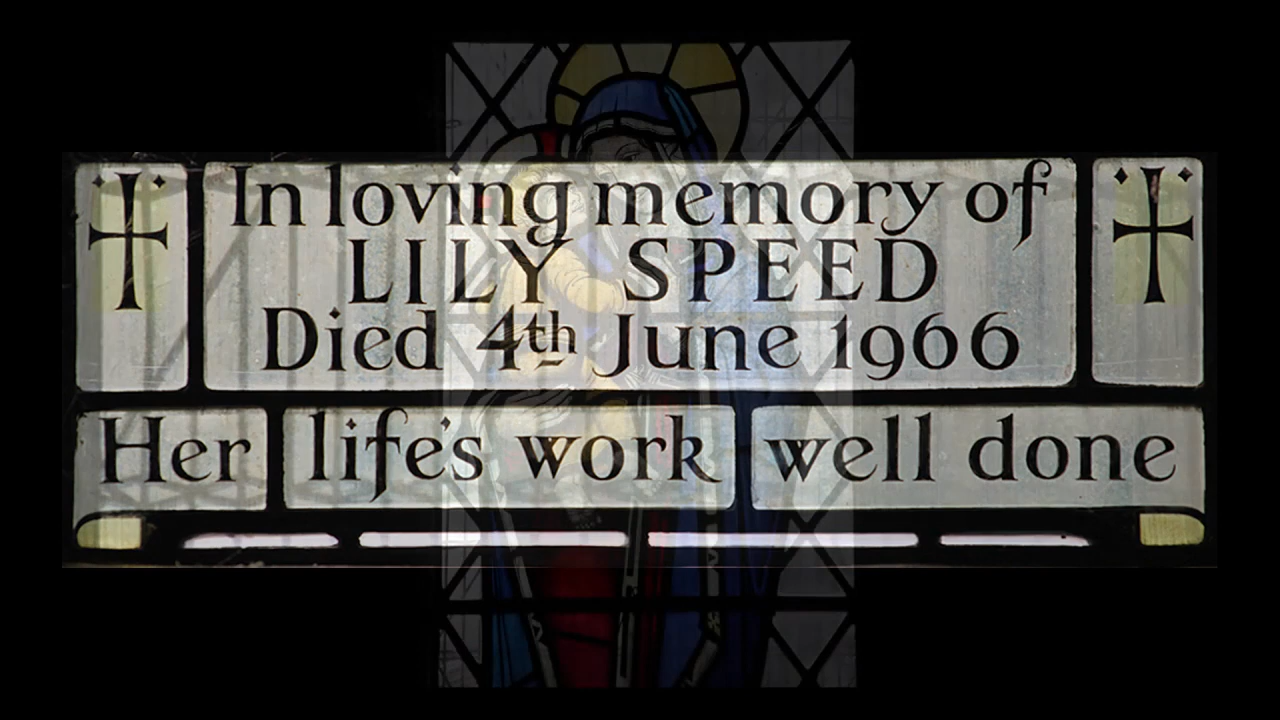 In loving memory of
LILY SPEED
Died 4th June 1966
Her life's work well done